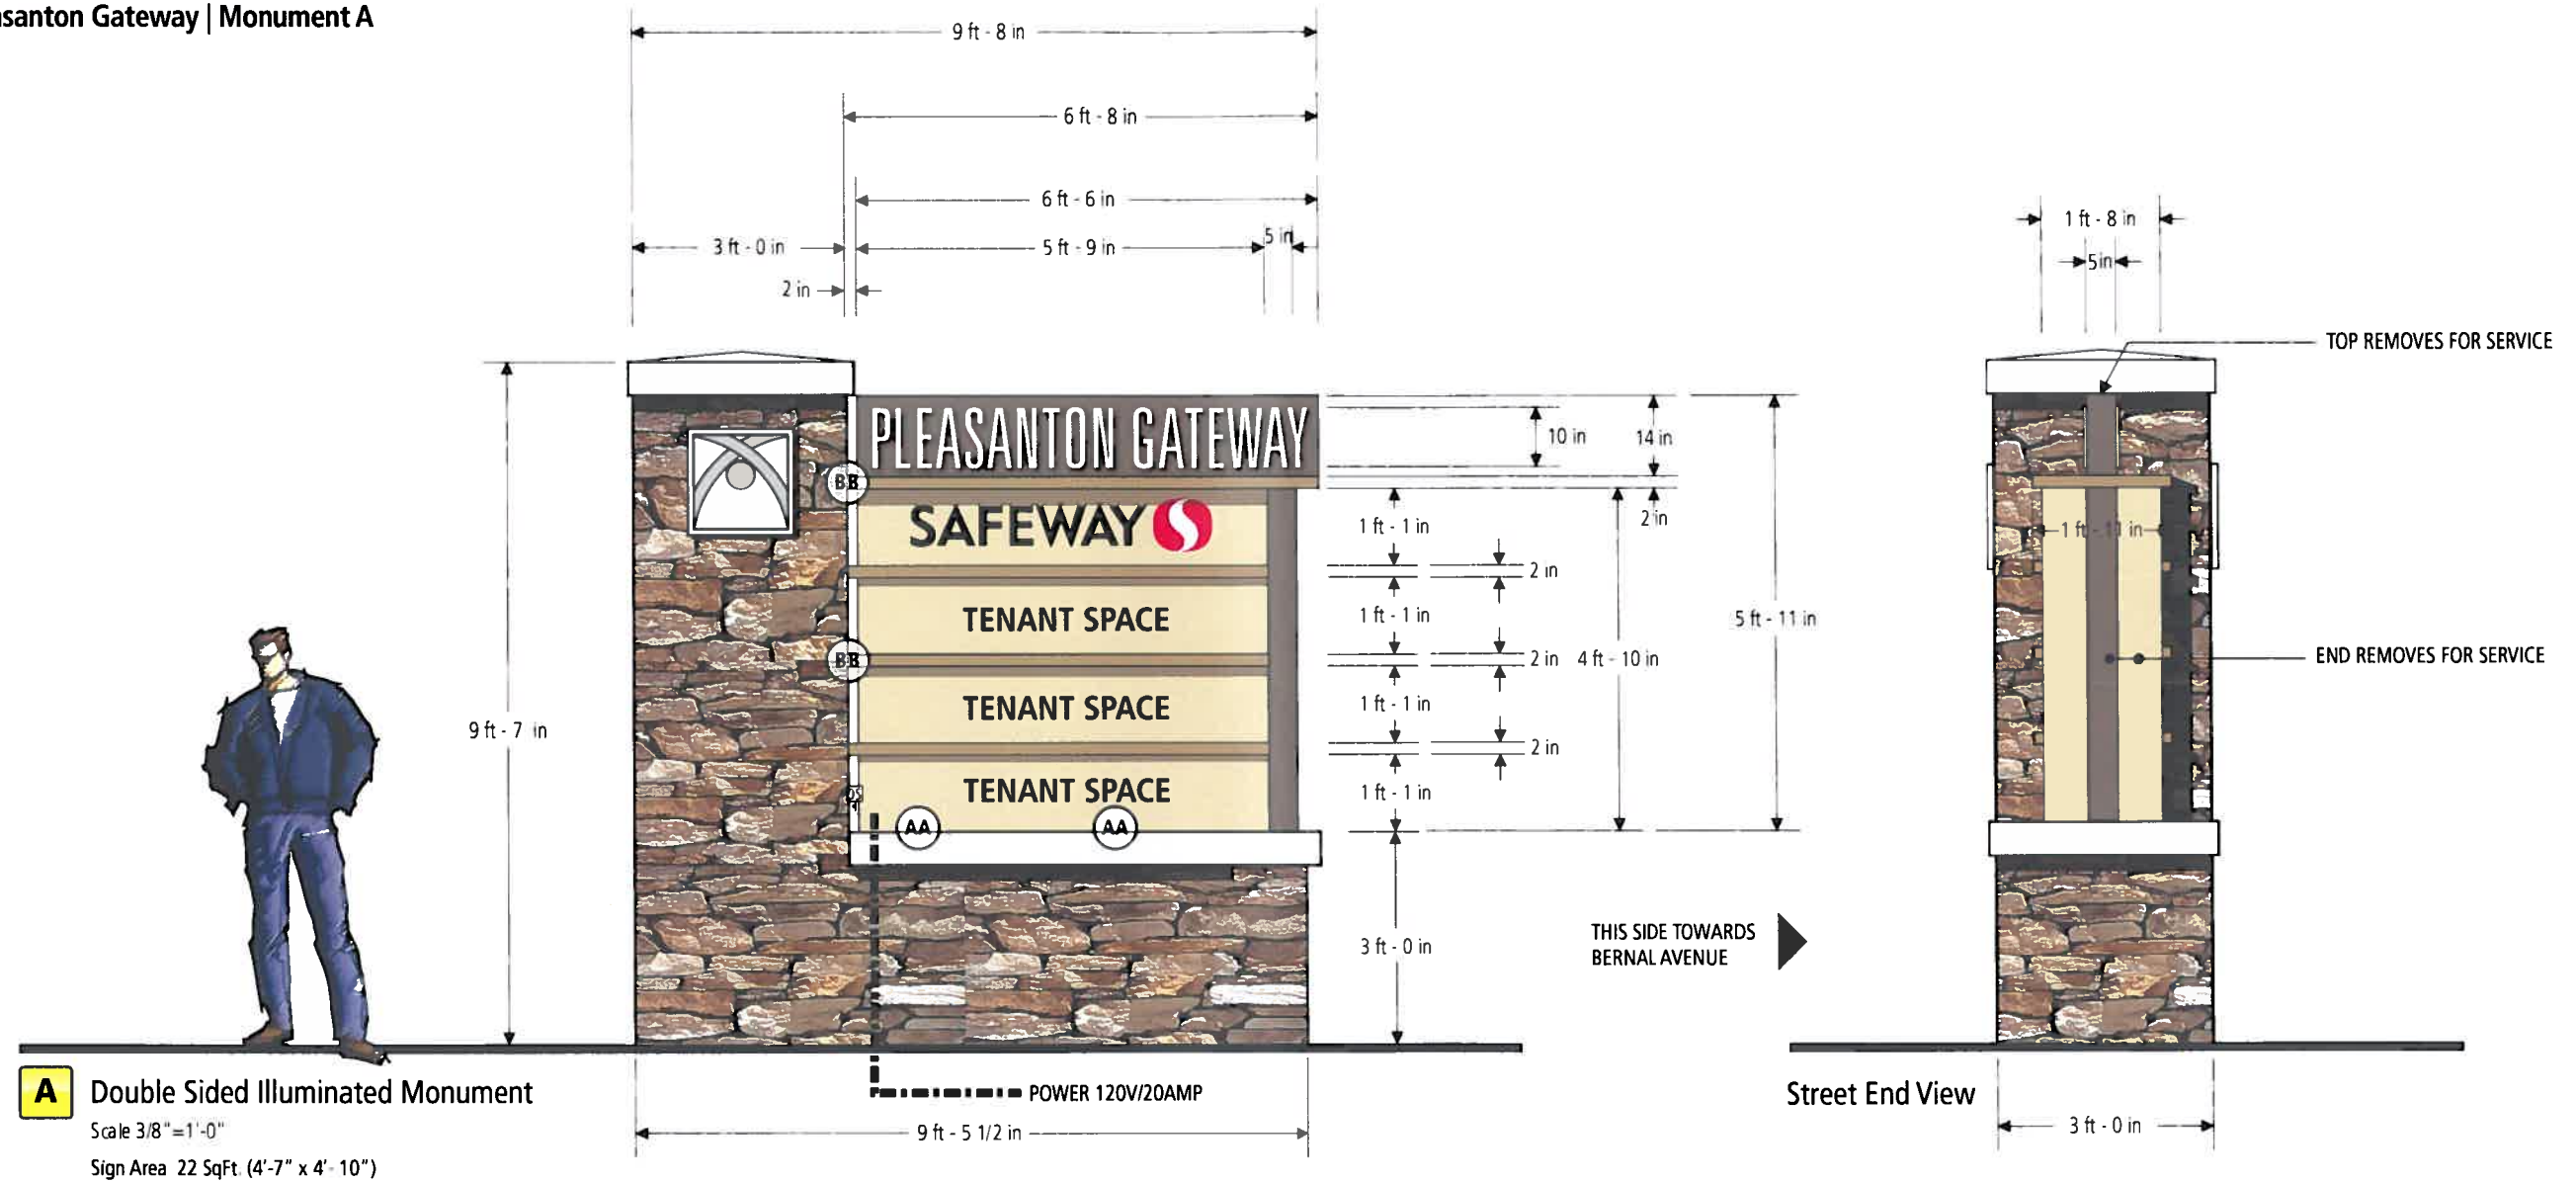 santon Gateway | Monument A
9 ft - 8 in
6 ft - 8 in
6 ft - 6 in
3 ft - 0 in
5 ft - 9 in
5 in
2 in
1 ft - 8 in
5in
TOP REMOVES FOR SERVICE
PLEASANTON GATEWAY
10 in
14 in
BB
SAFEWAY
1 ft - 1 in
2 in
1 ft - 11 in
2 in
TENANT SPACE
1 ft - 1 in
5 ft - 11 in
BB
2 in
4 ft - 10 in
END REMOVES FOR SERVICE
TENANT SPACE
1 ft - 1 in
9 ft - 7 in
2 in
TENANT SPACE
1 ft - 1 in
AA
AA
3 ft - 0 in
THIS SIDE TOWARDS
BERNAL AVENUE
A
Double Sided Illuminated Monument
Scale 3/8"=1'-0"
Sign Area 22 SqFt. (4'-7" x 4'- 10")
POWER 120V/20AMP
9 ft - 5 1/2 in
Street End View
3 ft - 0 in